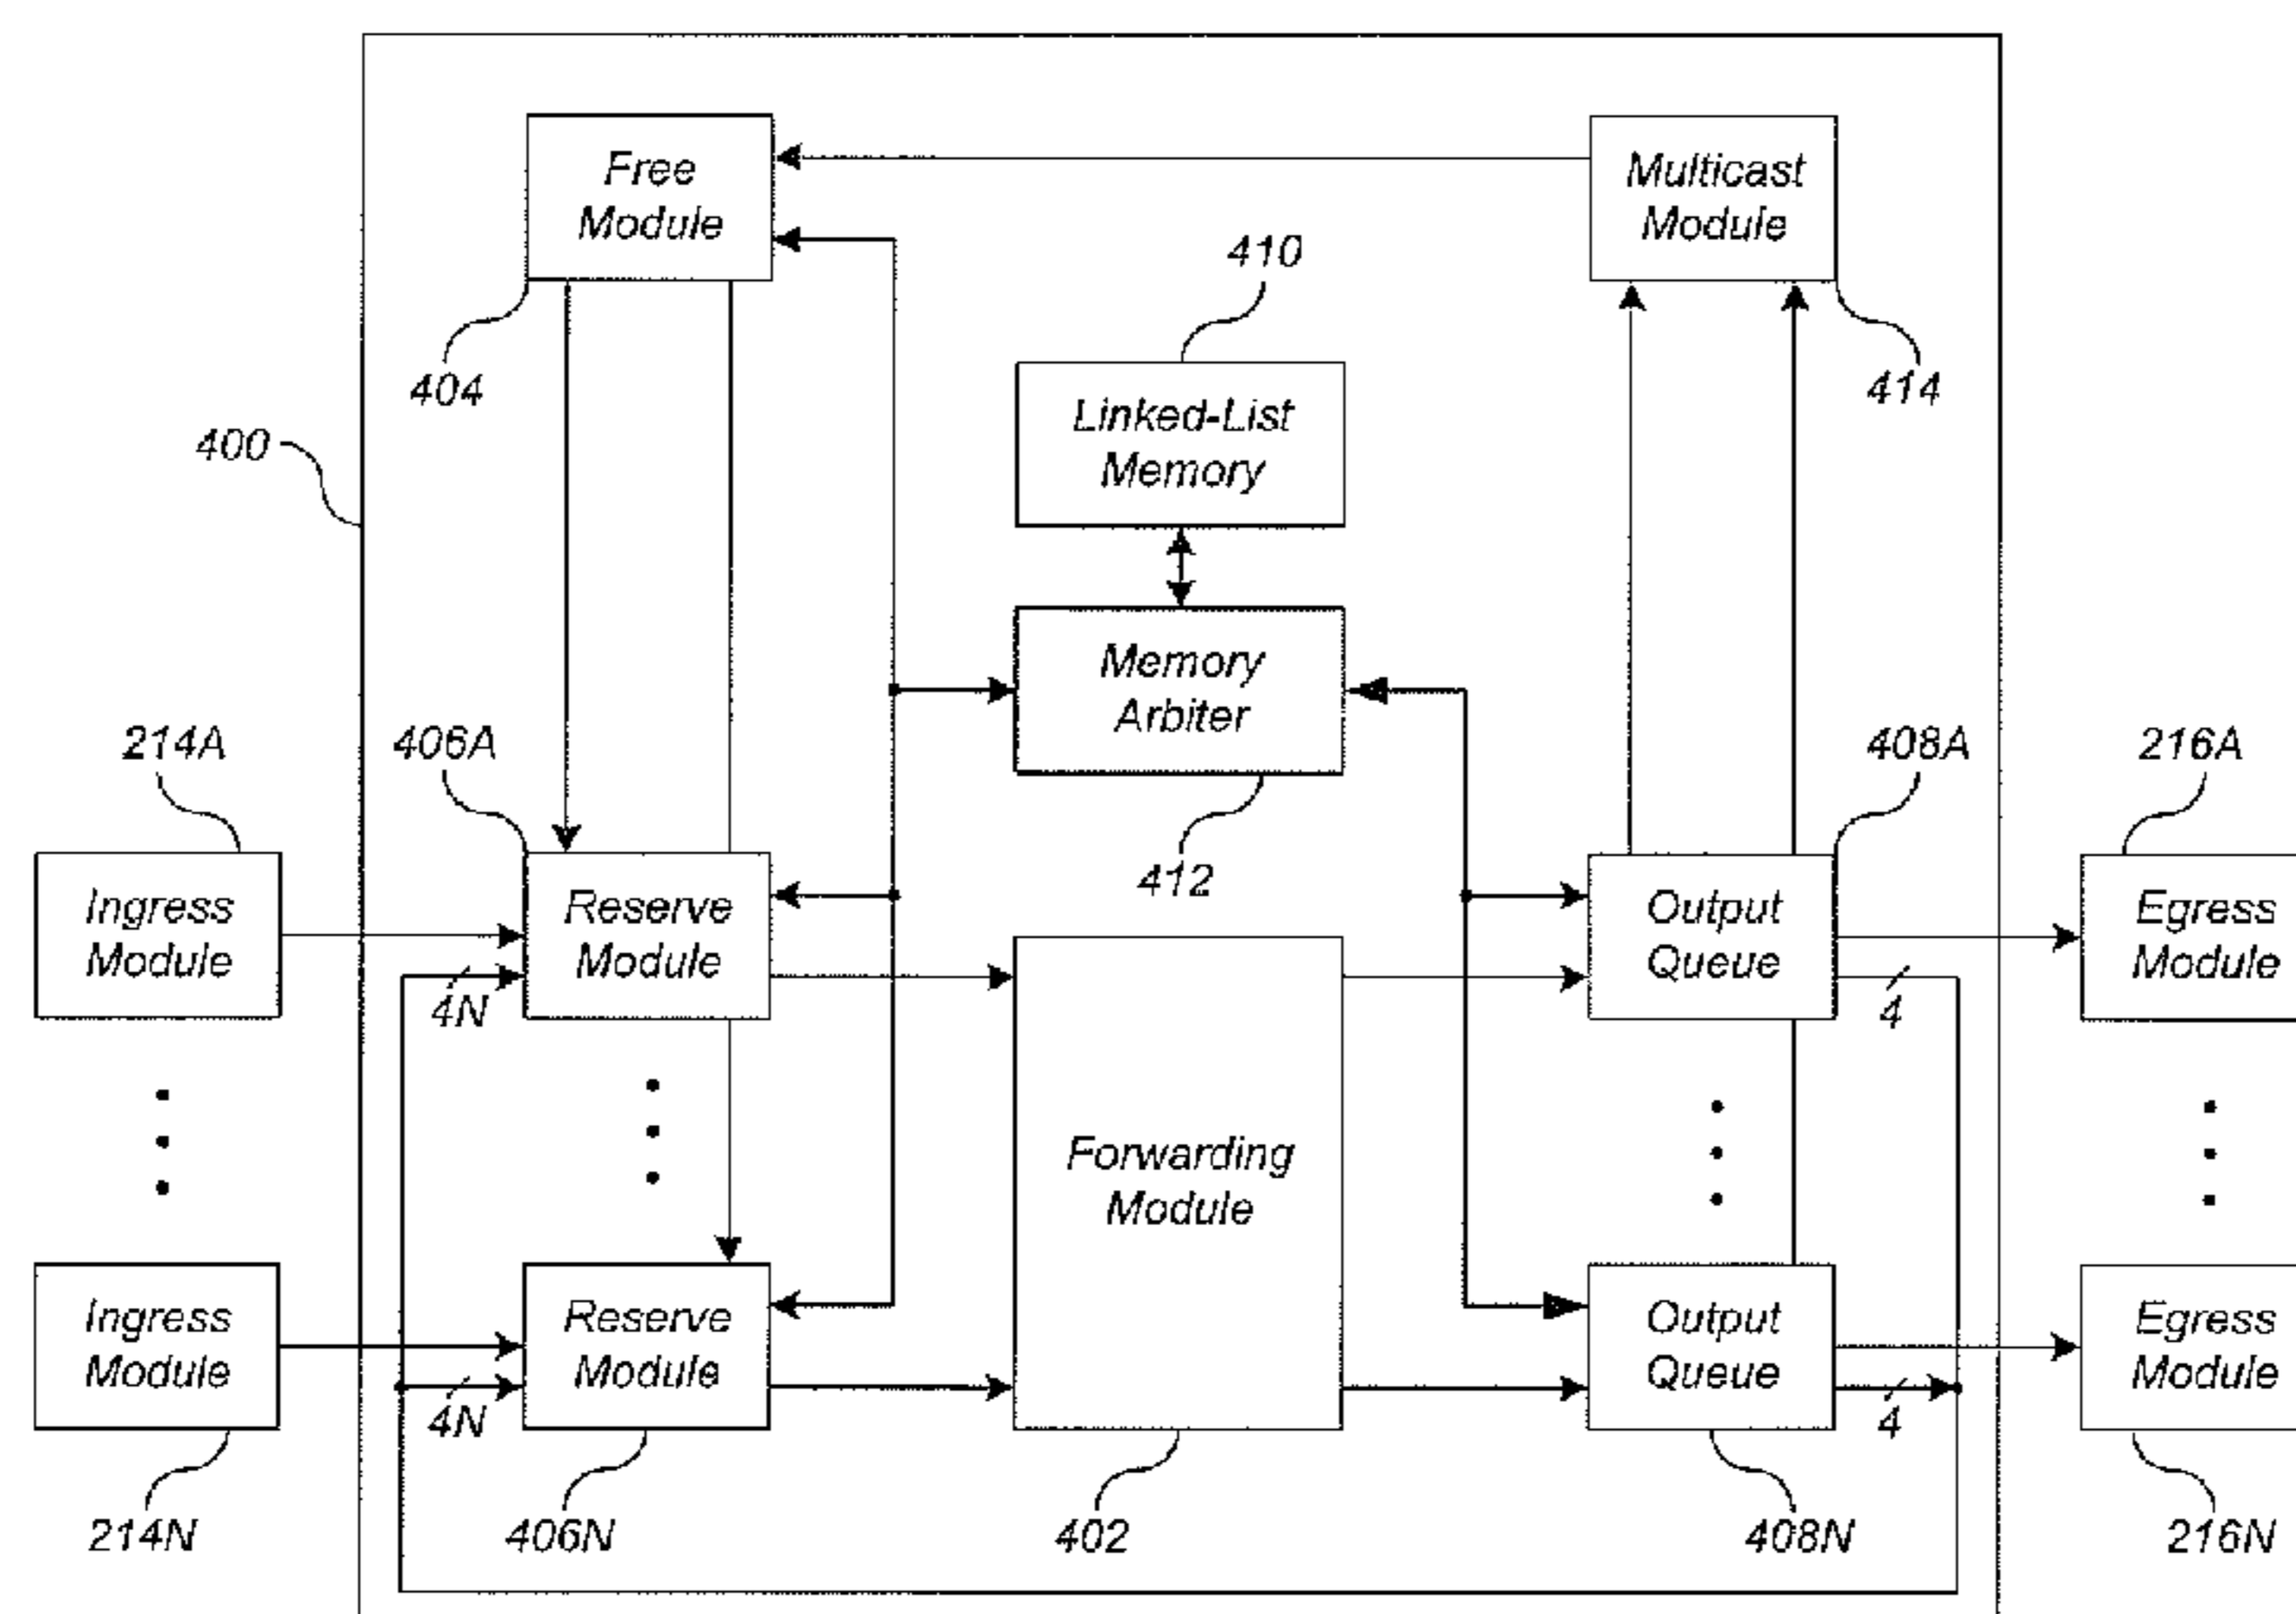 Free
Module
Multicast
Module
410
404
414
Linked-List
Memory
400
Memory
Arbiter
214A
406A
408A
216A
412
Ingress
Module
Reserve
Module
Output
Queue
Egress
Module
4N
4
Forwarding
Module
Ingress
Module
Reserve
Module
Output
Queue
Egress
Module
4N
4
214N
406N
402
408N
216N